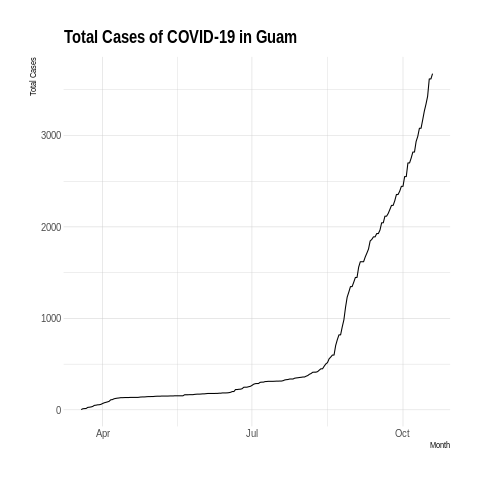 Total Cases of COVID-19 in Guam
Total Cases
3000
2000
1000
0
Apr
Jul
Oct
Month